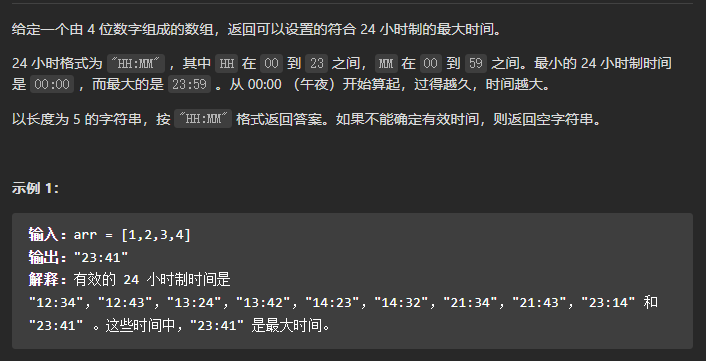 给定一个由 4 位数字组成的数组，返回可以设置的符合 24 小时制的最大时间。
24 小时格式为 "HH:MM" ，其中 HH 在 00 到 23 之间，MM 在 00 到 59 之间。最小的 24 小时制时间
是 00:00 ，而最大的是 23:59 。从 00:00 （午夜）开始算起，过得越久，时间越大。
以长度为 5 的字符串，按 "HH:MM" 格式返回答案。如果不能确定有效时间，则返回空字符串。
示例 1：
输入：arr = [1,2,3,4]
输出："23:41"
解释：有效的 24 小时制时间是
"12:34"，"12:43"，"13:24"，"13:42"，"14:23"，"14:32"，"21:34"，"21:43"，"23:14" 和
"23:41" 。这些时间中，"23:41" 是最大时间。